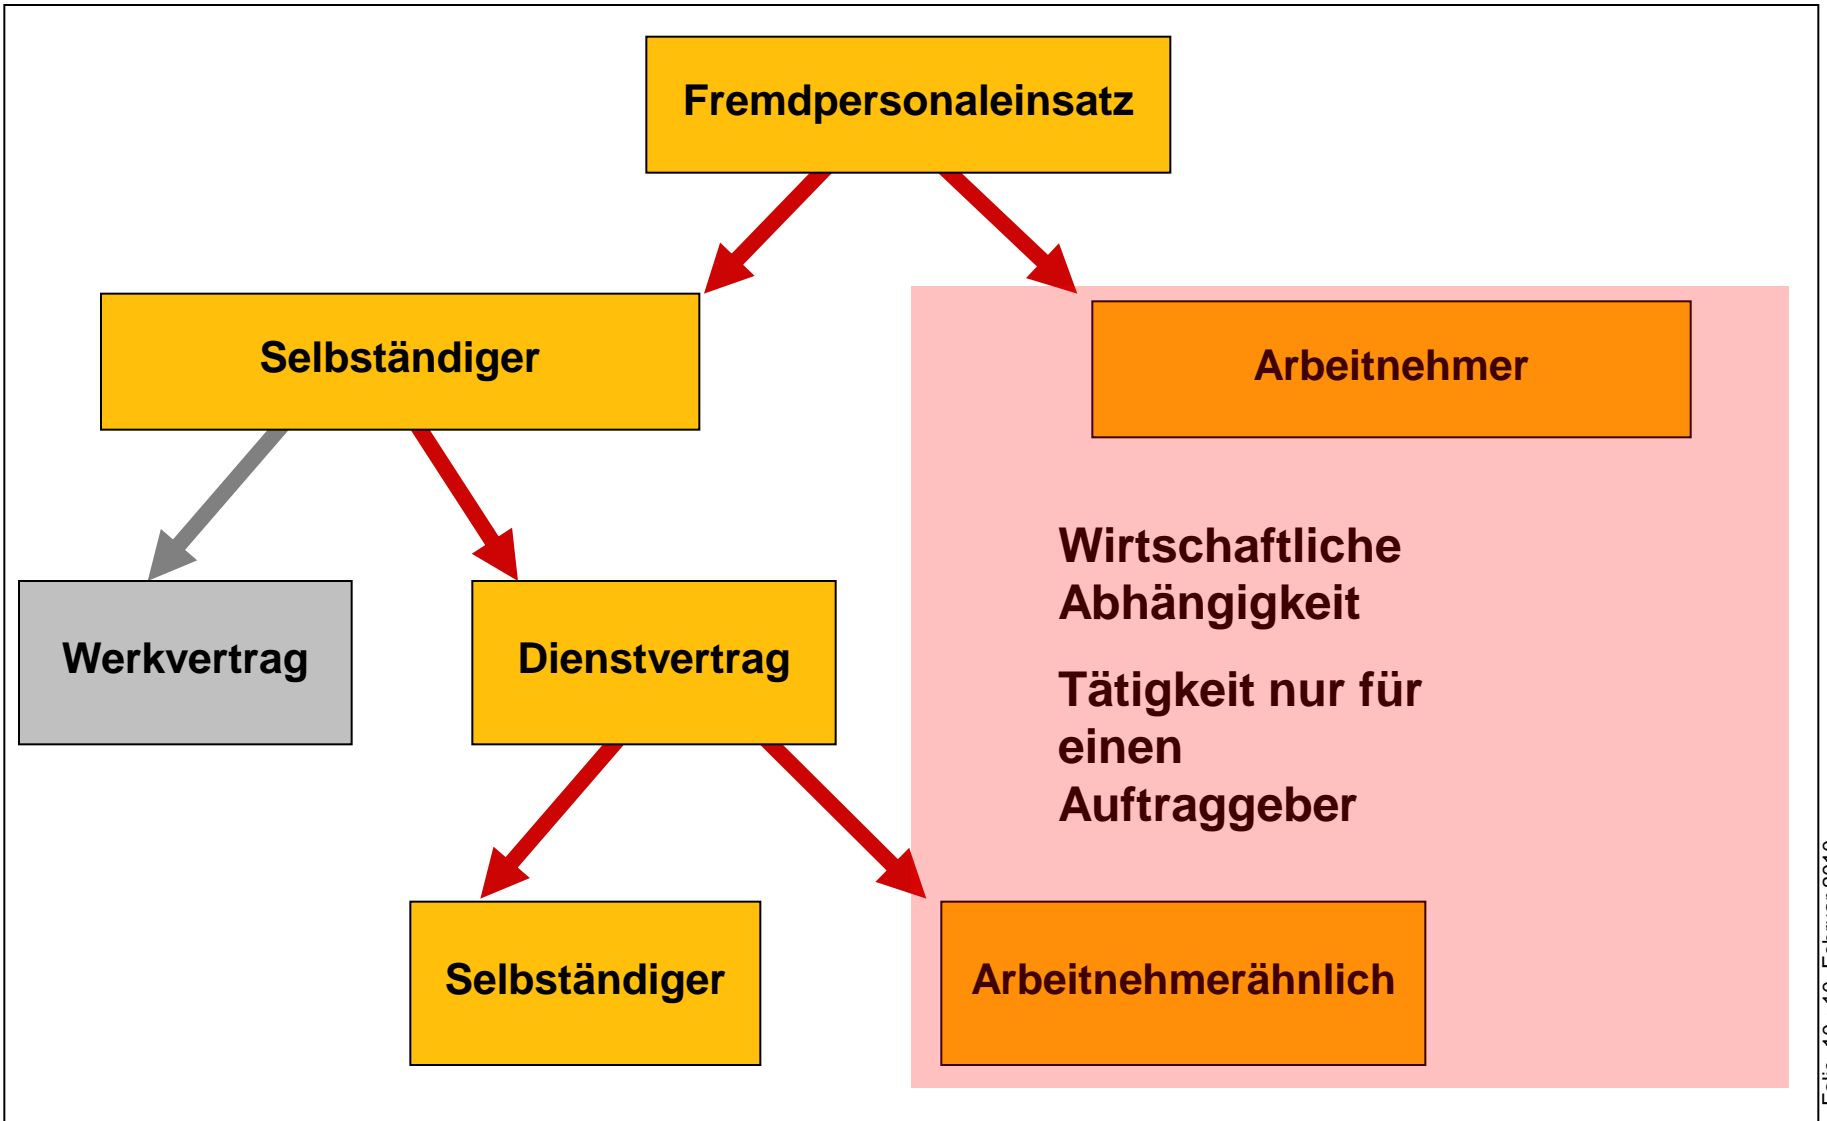 Fremdpersonaleinsatz
Selbständiger
Arbeitnehmer
Wirtschaftliche
Abhängigkeit
Werkvertrag
Dienstvertrag
Tätigkeit nur für
einen
Auftraggeber
Selbständiger
Arbeitnehmerähnlich